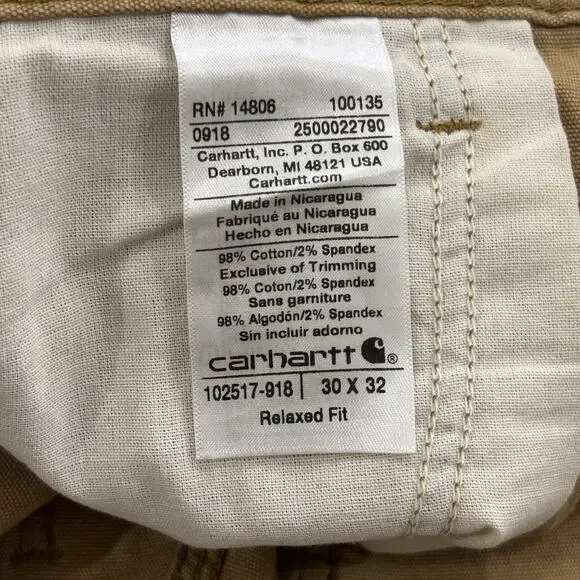 RN# 14806 100135
0918 2500022790
Carhartt, Inc. P. O. Box 600
Dearborn, MI 48121 USA
Carhartt.com
Made in Nicaragua
Fabriqué au Nicaragua
Hecho en Nicaragua
98% Cotton/2% Spandex
Exclusive of Trimming
98% Coton/2% Spandex
Sans garniture
98% Algodón/2% Spandex
Sin incluir adorno
carhartt ®
102517-918 | 30 X 32
Relaxed Fit